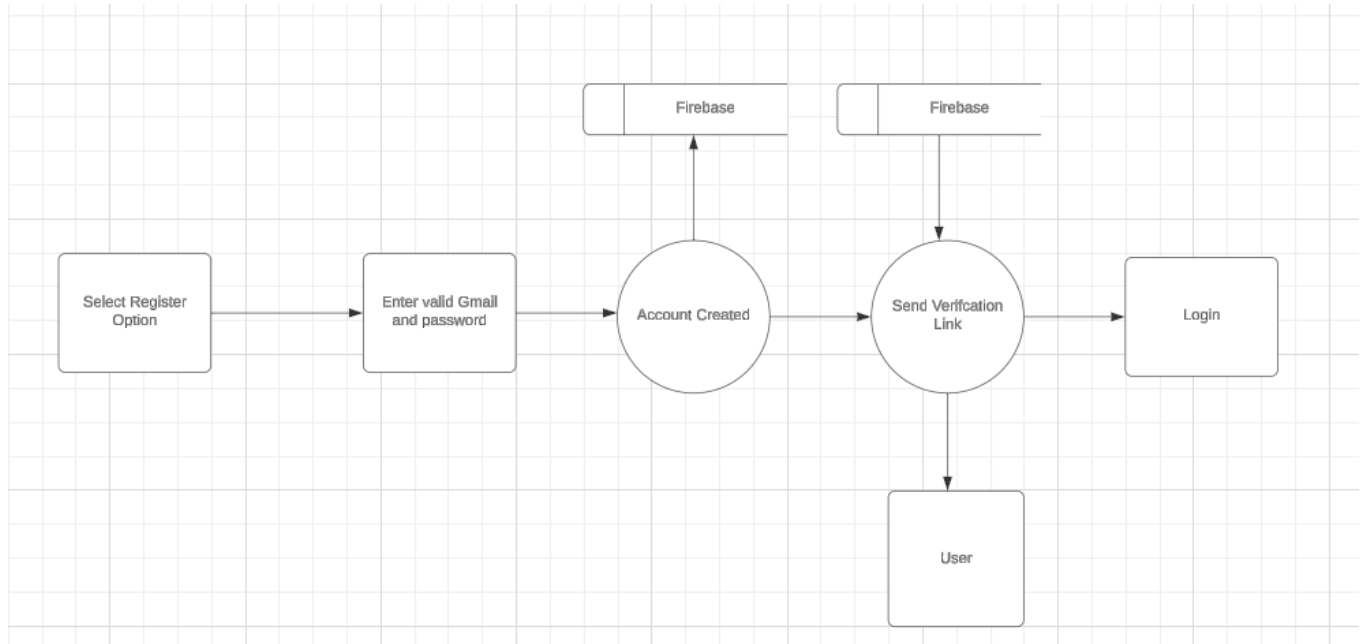 Firebase
Firebase
Select Register
Option
Enter valid Gmail
and password
Account Created
Send Verifcation
Link
Login
User